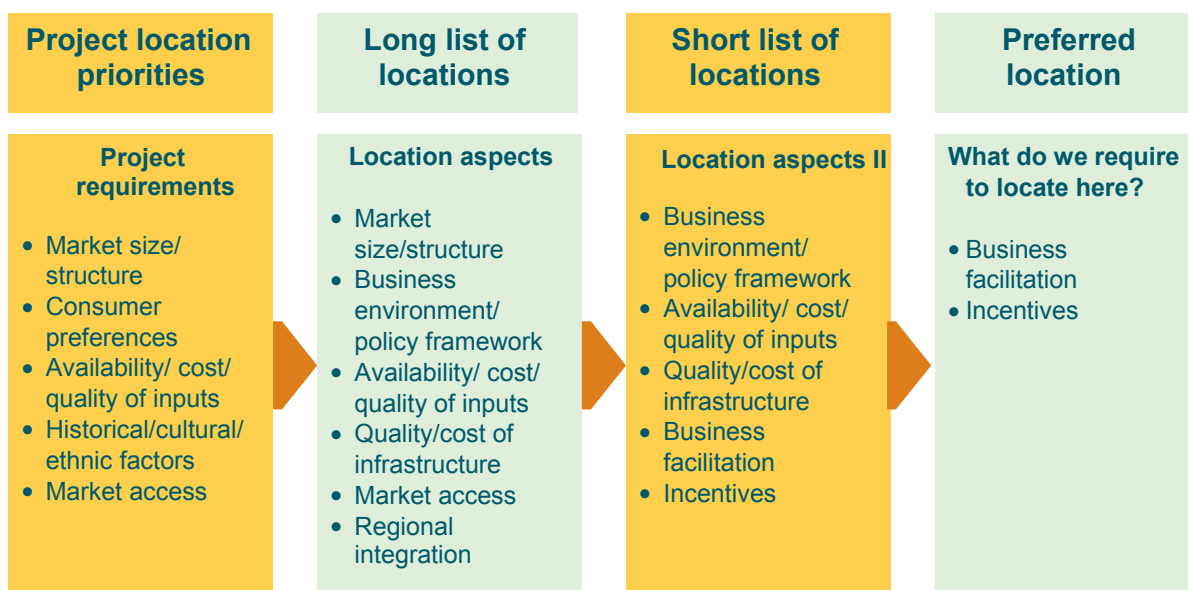 Project location
priorities
Long list of
locations
Short list of
locations
Preferred
location
Project
requirements
• Market size/
structure
• Consumer
preferences
• Availability/ cost/
quality of inputs
• Historical/cultural/
ethnic factors
• Market access
Location aspects
• Market
size/structure
• Business
environment/
policy framework
• Availability/ cost/
quality of inputs
• Quality/cost of
infrastructure
• Market access
• Regional
integration
Location aspects II
• Business
environment/
policy framework
• Availability/ cost/
quality of inputs
• Quality/cost of
infrastructure
• Business
facilitation
• Incentives
What do we require
to locate here?
• Business
facilitation
• Incentives